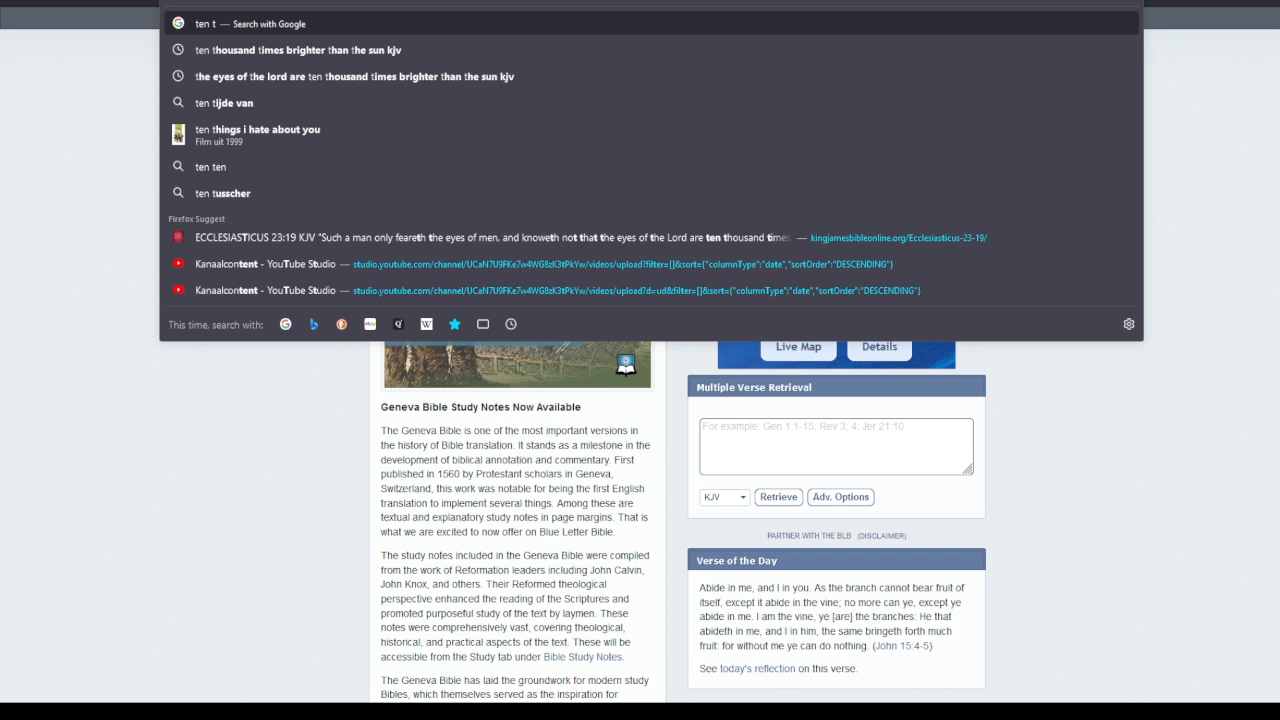 ten t — Search with Google
ten thousand times brighter than the sun kjv
the eyes of the lord are ten thousand times brighter than the sun kjv
ten tijde van
ten things i hate about you
Film uit 1999
ten ten
ten tusscher
Firefox Suggest
ECCLESIASTICUS 23:19 KJV "Such a man only feareth the eyes of men, and knoweth not that the eyes of the Lord are ten thousand times — kingjamesbibleonline.org/Ecclesiasticus-23-19/
Kanaalcontent - YouTube Studio — studio.youtube.com/channel/UCaN7U9FKe7w4WG8zK3tPkYw/videos/upload?filter=[]&sort={"columnType":"date","sortOrder":"DESCENDING"}
Kanaalcontent - YouTube Studio — studio.youtube.com/channel/UCaN7U9FKe7w4WG8zK3tPkYw/videos/upload?d=ud&filter=[]&sort={"columnType":"date","sortOrder":"DESCENDING"}
This time, search with:
Geneva Bible Study Notes Now Available
The Geneva Bible is one of the most important versions in
the history of Bible translation. It stands as a milestone in the
development of biblical annotation and commentary. First
published in 1560 by Protestant scholars in Geneva,
Switzerland, this work was notable for being the first English
translation to implement several things. Among these are
textual and explanatory study notes in page margins. That is
what we are excited to now offer on Blue Letter Bible.
The study notes included in the Geneva Bible were compiled
from the work of Reformation leaders including John Calvin,
John Knox, and others. Their Reformed theological
perspective enhanced the reading of the Scriptures and
promoted purposeful study of the text by laymen. These
notes were comprehensively vast, covering theological,
historical, and practical aspects of the text. These will be
accessible from the Study tab under Bible Study Notes.
The Geneva Bible has laid the groundwork for modern study
Bibles, which themselves served as the inspiration for
Live Map Details
Multiple Verse Retrieval
For example: Gen 1:1-15; Rev 3; 4; Jer 21:10
KJV Retrieve Adv. Options
PARTNER WITH THE BLB (DISCLAIMER)
Verse of the Day
Abide in me, and I in you. As the branch cannot bear fruit of
itself, except it abide in the vine; no more can ye, except ye
abide in me. I am the vine, ye [are] the branches: He that
abideth in me, and I in him, the same bringeth forth much
fruit: for without me ye can do nothing. (John 15:4-5)
See today's reflection on this verse.